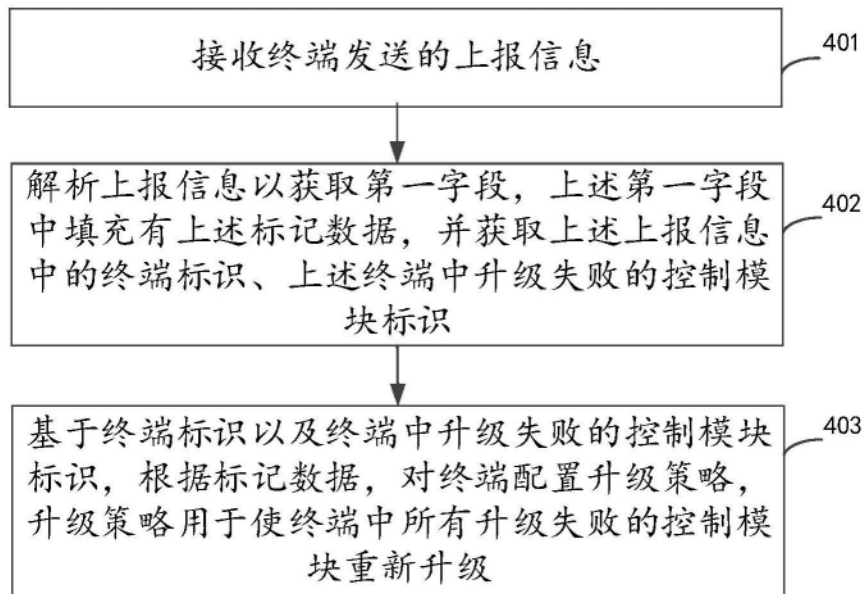 接收终端发送的上报信息
401
解析上报信息以获取第一字段，上述第一字段
中填充有上述标记数据，并获取上述上报信息
中的终端标识、上述终端中升级失败的控制模
块标识
402
基于终端标识以及终端中升级失败的控制模块
标识，根据标记数据，对终端配置升级策略，
升级策略用于使终端中所有升级失败的控制模
块重新升级
403